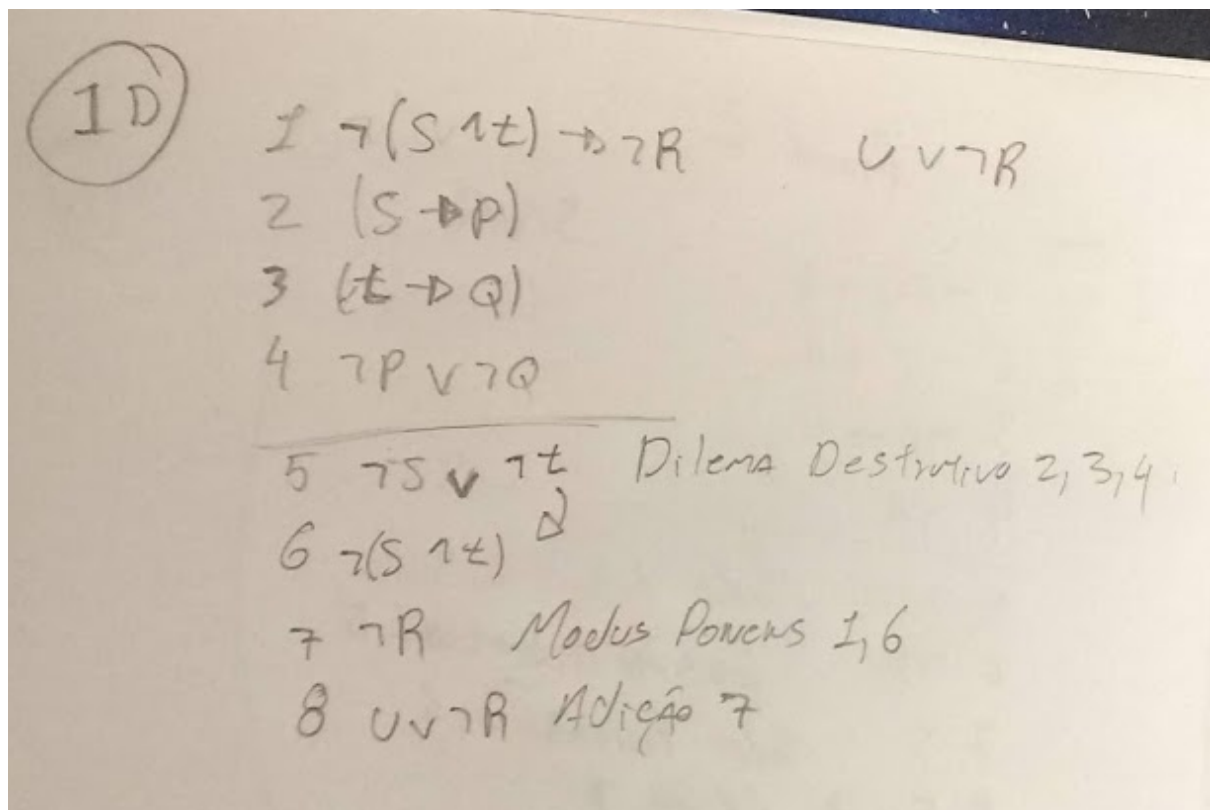 1D
1 ¬(S ∧ t) → ¬R U ∨ ¬R
2 (S → P)
3 (t → Q)
4 ¬P ∨ ¬Q
5 ¬S ∨ ¬t Dilema Destrutivo 2, 3, 4.
6 ¬(S ∧ t)
7 ¬R Modus Ponens 1, 6
8 U ∨ ¬R Adição 7